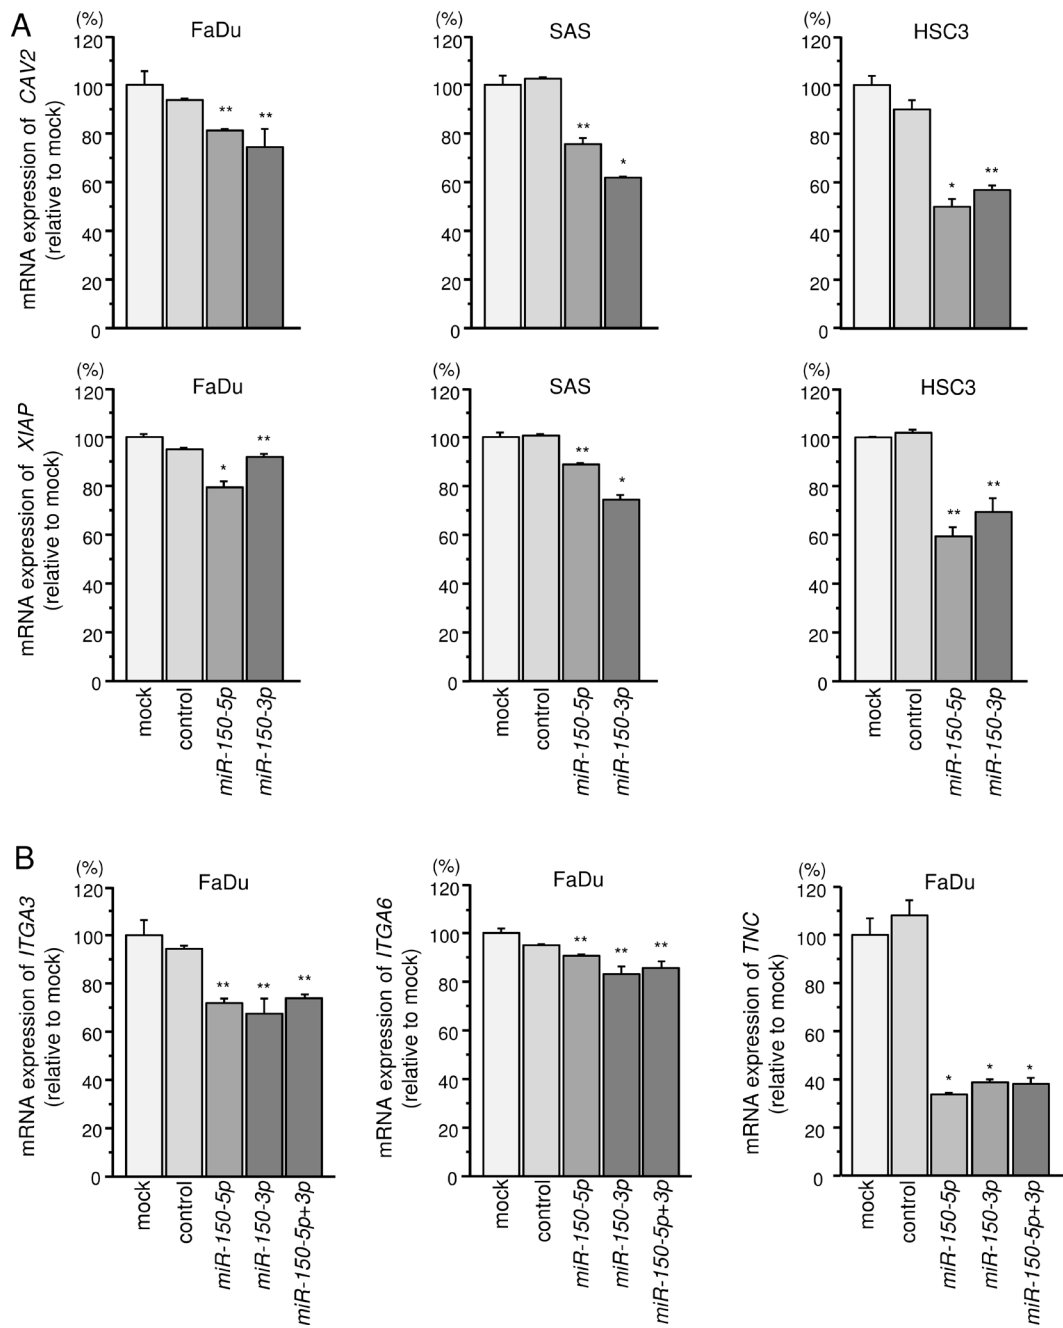 A
(%)
FaDu
mRNA expression of CAV2
(relative to mock)
120
100
80
60
40
20
0
**
**
(%)
SAS
120
100
80
60
40
20
0
**
*
(%)
HSC3
120
100
80
60
40
20
0
*
**
(%)
FaDu
mRNA expression of XIAP
(relative to mock)
120
100
80
60
40
20
0
*
**
mock
control
miR-150-5p
miR-150-3p
(%)
SAS
120
100
80
60
40
20
0
**
*
mock
control
miR-150-5p
miR-150-3p
(%)
HSC3
120
100
80
60
40
20
0
**
**
mock
control
miR-150-5p
miR-150-3p
B
(%)
FaDu
mRNA expression of ITGA3
(relative to mock)
120
100
80
60
40
20
0
**
**
**
mock
control
miR-150-5p
miR-150-3p
miR-150-5p+3p
(%)
FaDu
mRNA expression of ITGA6
(relative to mock)
120
100
80
60
40
20
0
**
**
**
mock
control
miR-150-5p
miR-150-3p
miR-150-5p+3p
(%)
FaDu
mRNA expression of TNC
(relative to mock)
120
100
80
60
40
20
0
*
*
*
mock
control
miR-150-5p
miR-150-3p
miR-150-5p+3p